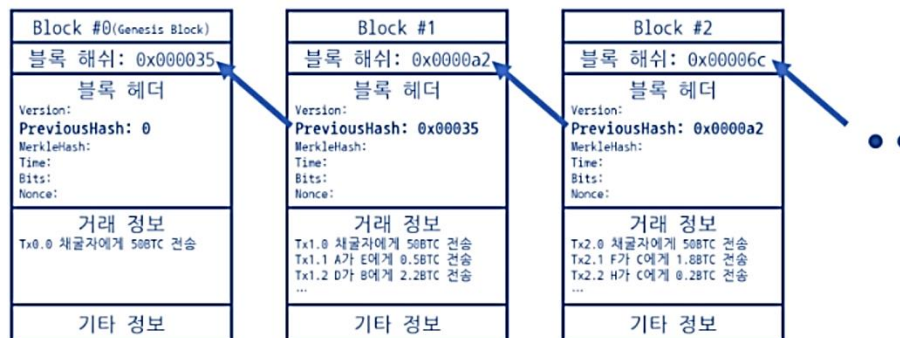 Block #0(Genesis Block)
블록 해쉬: 0x000035
블록 헤더
Version:
PreviousHash: 0
MerkleHash:
Time:
Bits:
Nonce:
거래 정보
Tx0.0 채굴자에게 50BTC 전송
기타 정보
Block #1
블록 해쉬: 0x0000a2
블록 헤더
Version:
PreviousHash: 0x00035
MerkleHash:
Time:
Bits:
Nonce:
거래 정보
Tx1.0 채굴자에게 50BTC 전송
Tx1.1 A가 E에게 0.5BTC 전송
Tx1.2 D가 B에게 2.2BTC 전송
...
기타 정보
Block #2
블록 해쉬: 0x00006c
블록 헤더
Version:
PreviousHash: 0x0000a2
MerkleHash:
Time:
Bits:
Nonce:
거래 정보
Tx2.0 채굴자에게 50BTC 전송
Tx2.1 F가 C에게 1.8BTC 전송
Tx2.2 H가 C에게 0.2BTC 전송
...
기타 정보